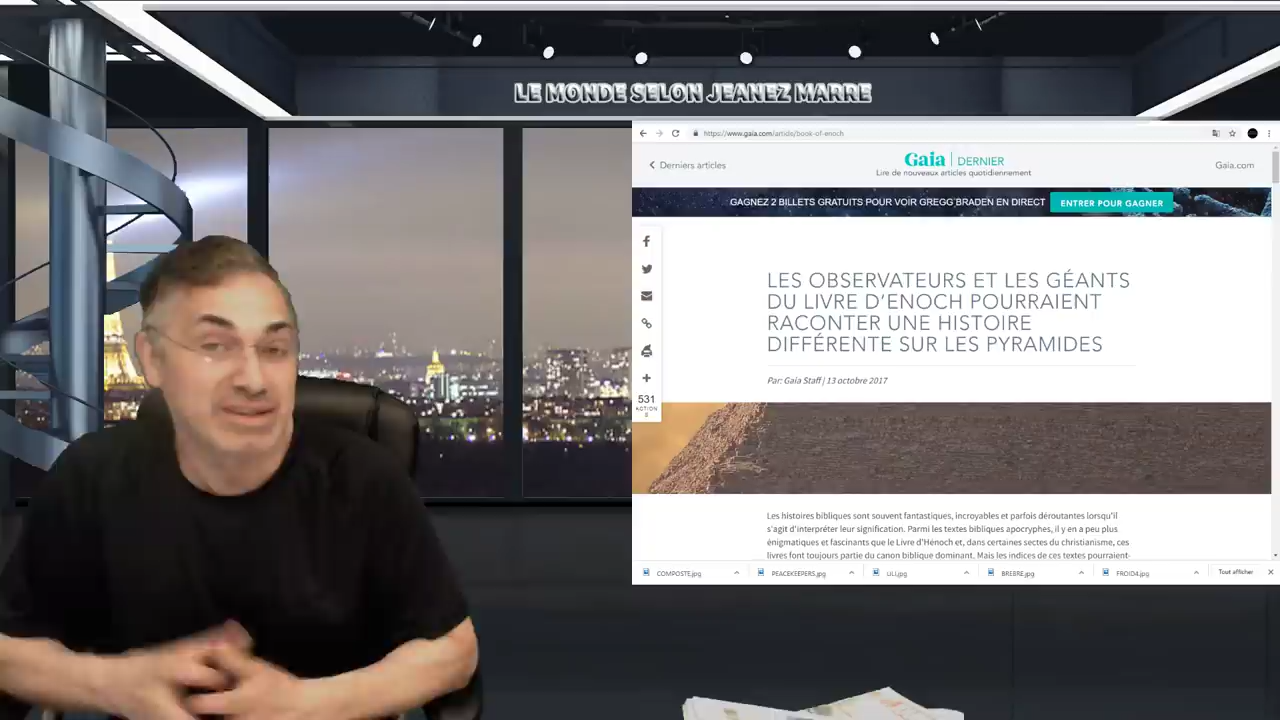 LE MONDE SELON JEANEZ MARRE
https://www.gaia.com/article/book-of-enoch
Derniers articles
Gaia | DERNIER
Gaia.com
Lire de nouveaux articles quotidiennement
GAGNEZ 2 BILLETS GRATUITS POUR VOIR GREGG BRADEN EN DIRECT
ENTRER POUR GAGNER
LES OBSERVATEURS ET LES GÉANTS
DU LIVRE D'ENOCH POURRAIENT
RACONTER UNE HISTOIRE
DIFFÉRENTE SUR LES PYRAMIDES
Par: Gaia Staff | 13 octobre 2017
531
ACTION
S
Les histoires bibliques sont souvent fantastiques, incroyables et parfois déroutantes lorsqu'il
s'agit d'interpréter leur signification. Parmi les textes bibliques apocryphes, il y en a peu plus
énigmatiques et fascinants que le Livre d'Hénoch et, dans certaines sectes du christianisme, ces
livres font toujours partie du canon biblique dominant. Mais les indices de ces textes pourraient-
COMPOSTE.jpg
PEACEKEEPERS.jpg
ULI.jpg
BREBRE.jpg
FROID4.jpg
Tout afficher